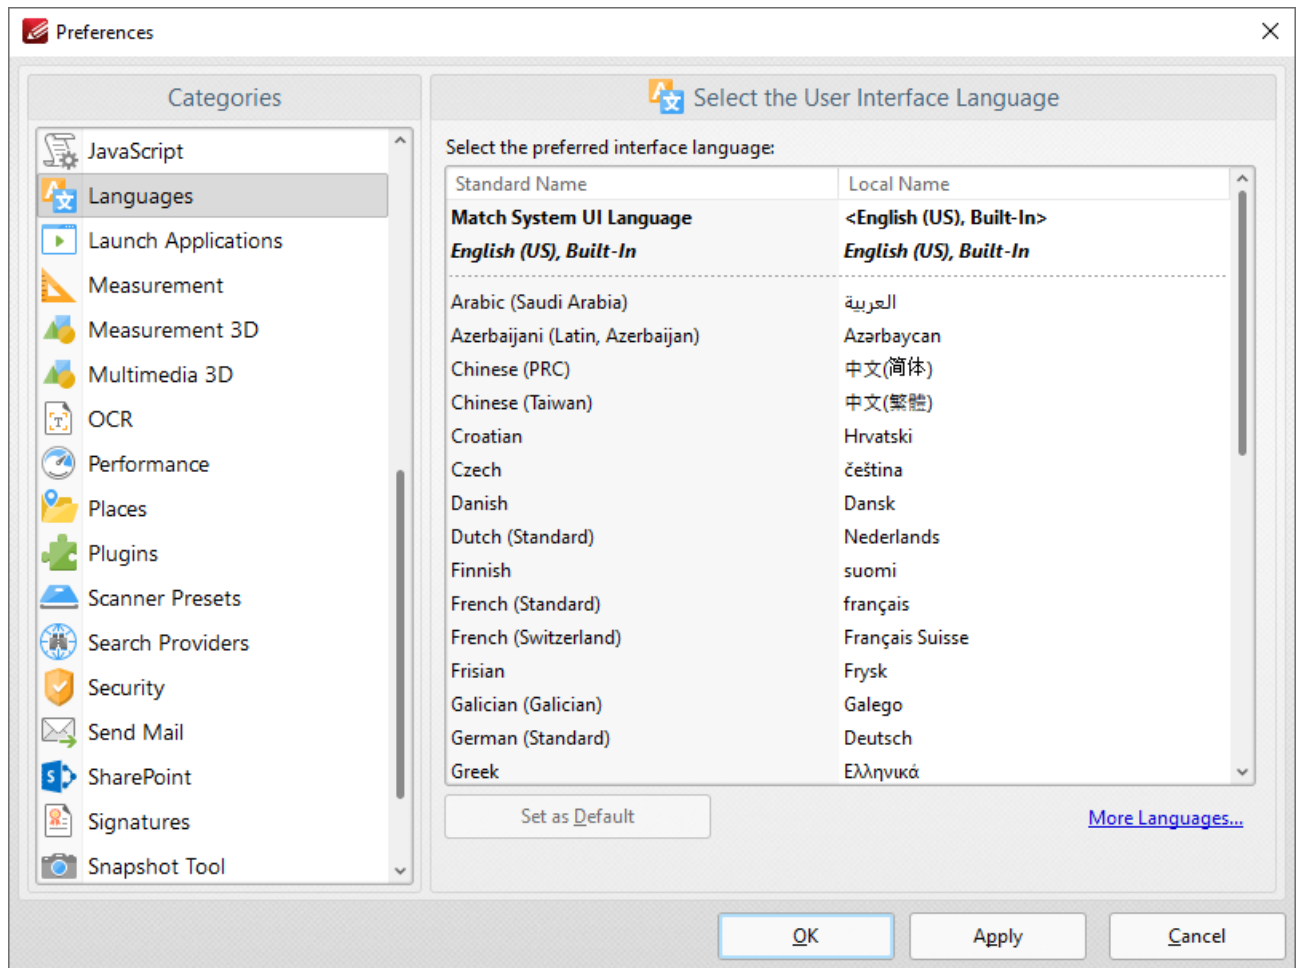 Preferences
Categories
JavaScript
Languages
Launch Applications
Measurement
Measurement 3D
Multimedia 3D
OCR
Performance
Places
Plugins
Scanner Presets
Search Providers
Security
Send Mail
SharePoint
Signatures
Snapshot Tool
Select the User Interface Language
Select the preferred interface language:
Standard Name Local Name
Match System UI Language <English (US), Built-In>
English (US), Built-In English (US), Built-In
Arabic (Saudi Arabia) العربية
Azerbaijani (Latin, Azerbaijan) Azərbaycan
Chinese (PRC) 中文(简体)
Chinese (Taiwan) 中文(繁體)
Croatian Hrvatski
Czech čeština
Danish Dansk
Dutch (Standard) Nederlands
Finnish suomi
French (Standard) français
French (Switzerland) Français Suisse
Frisian Frysk
Galician (Galician) Galego
German (Standard) Deutsch
Greek Ελληνικά
Set as Default More Languages...
OK Apply Cancel